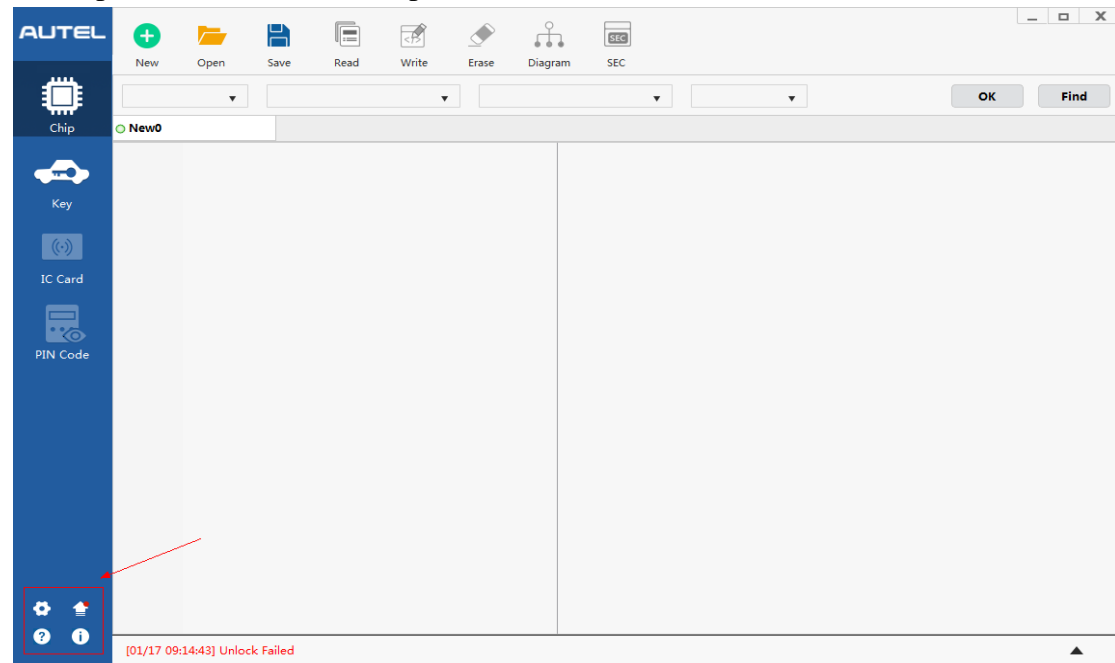 AUTEL
New Open Save Read Write Erase Diagram SEC
SEC
OK Find
Chip
New0
Key
IC Card
PIN Code
[01/17 09:14:43] Unlock Failed